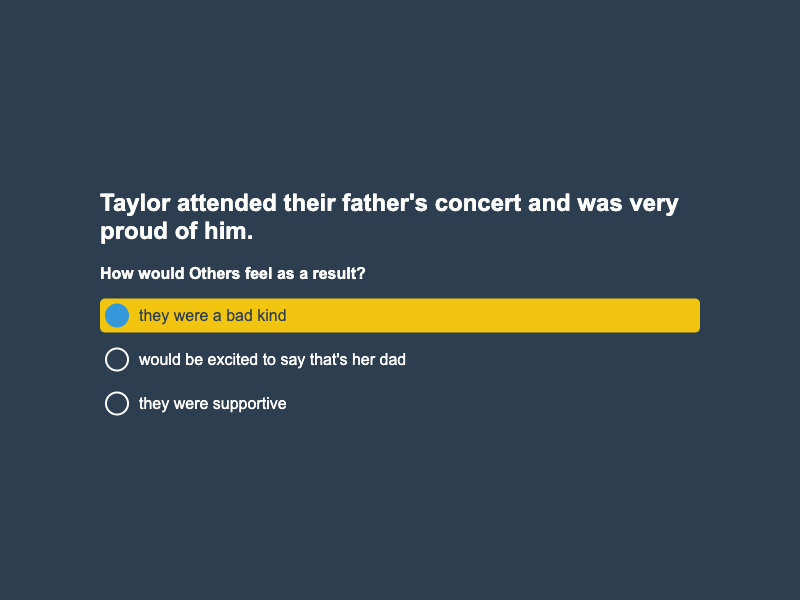 Taylor attended their father's concert and was very
proud of him.
How would Others feel as a result?
they were a bad kind
would be excited to say that's her dad
they were supportive